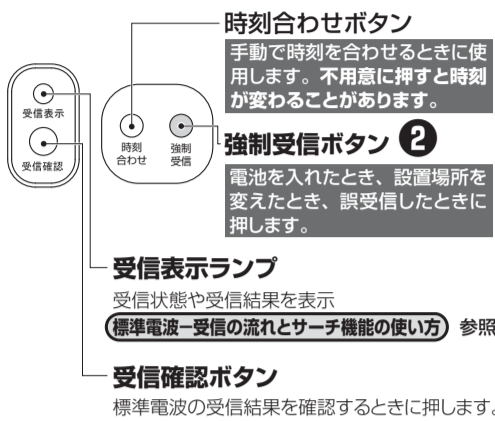 時刻合わせボタン
手動で時刻を合わせるときに使
用します。不用意に押すと時刻
が変わることがあります。
受信表示
受信確認
時刻
合わせ
強制
受信
強制受信ボタン ❷
電池を入れたとき、設置場所を
変えたとき、誤受信したときに
押します。
受信表示ランプ
受信状態や受信結果を表示
標準電波−受信の流れとサーチ機能の使い方 参照
受信確認ボタン
標準電波の受信結果を確認するときに押します。